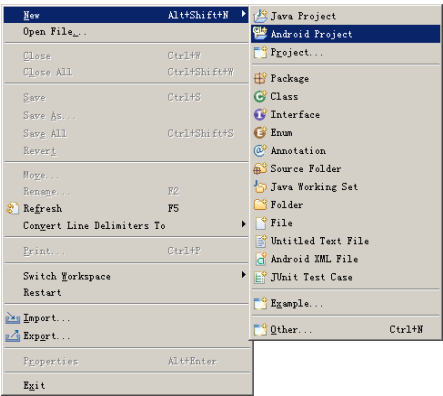 New Alt+Shift+N
Open File...
Close Ctrl+W
Close All Ctrl+Shift+W
Save Ctrl+S
Save As...
Save All Ctrl+Shift+S
Revert
Move...
Rename... F2
Refresh F5
Convert Line Delimiters To
Print... Ctrl+P
Switch Workspace
Restart
Import...
Export...
Properties Alt+Enter
Exit
Java Project
Android Project
Project...
Package
Class
Interface
Enum
Annotation
Source Folder
Java Working Set
Folder
File
Untitled Text File
Android XML File
JUnit Test Case
Example...
Other... Ctrl+N